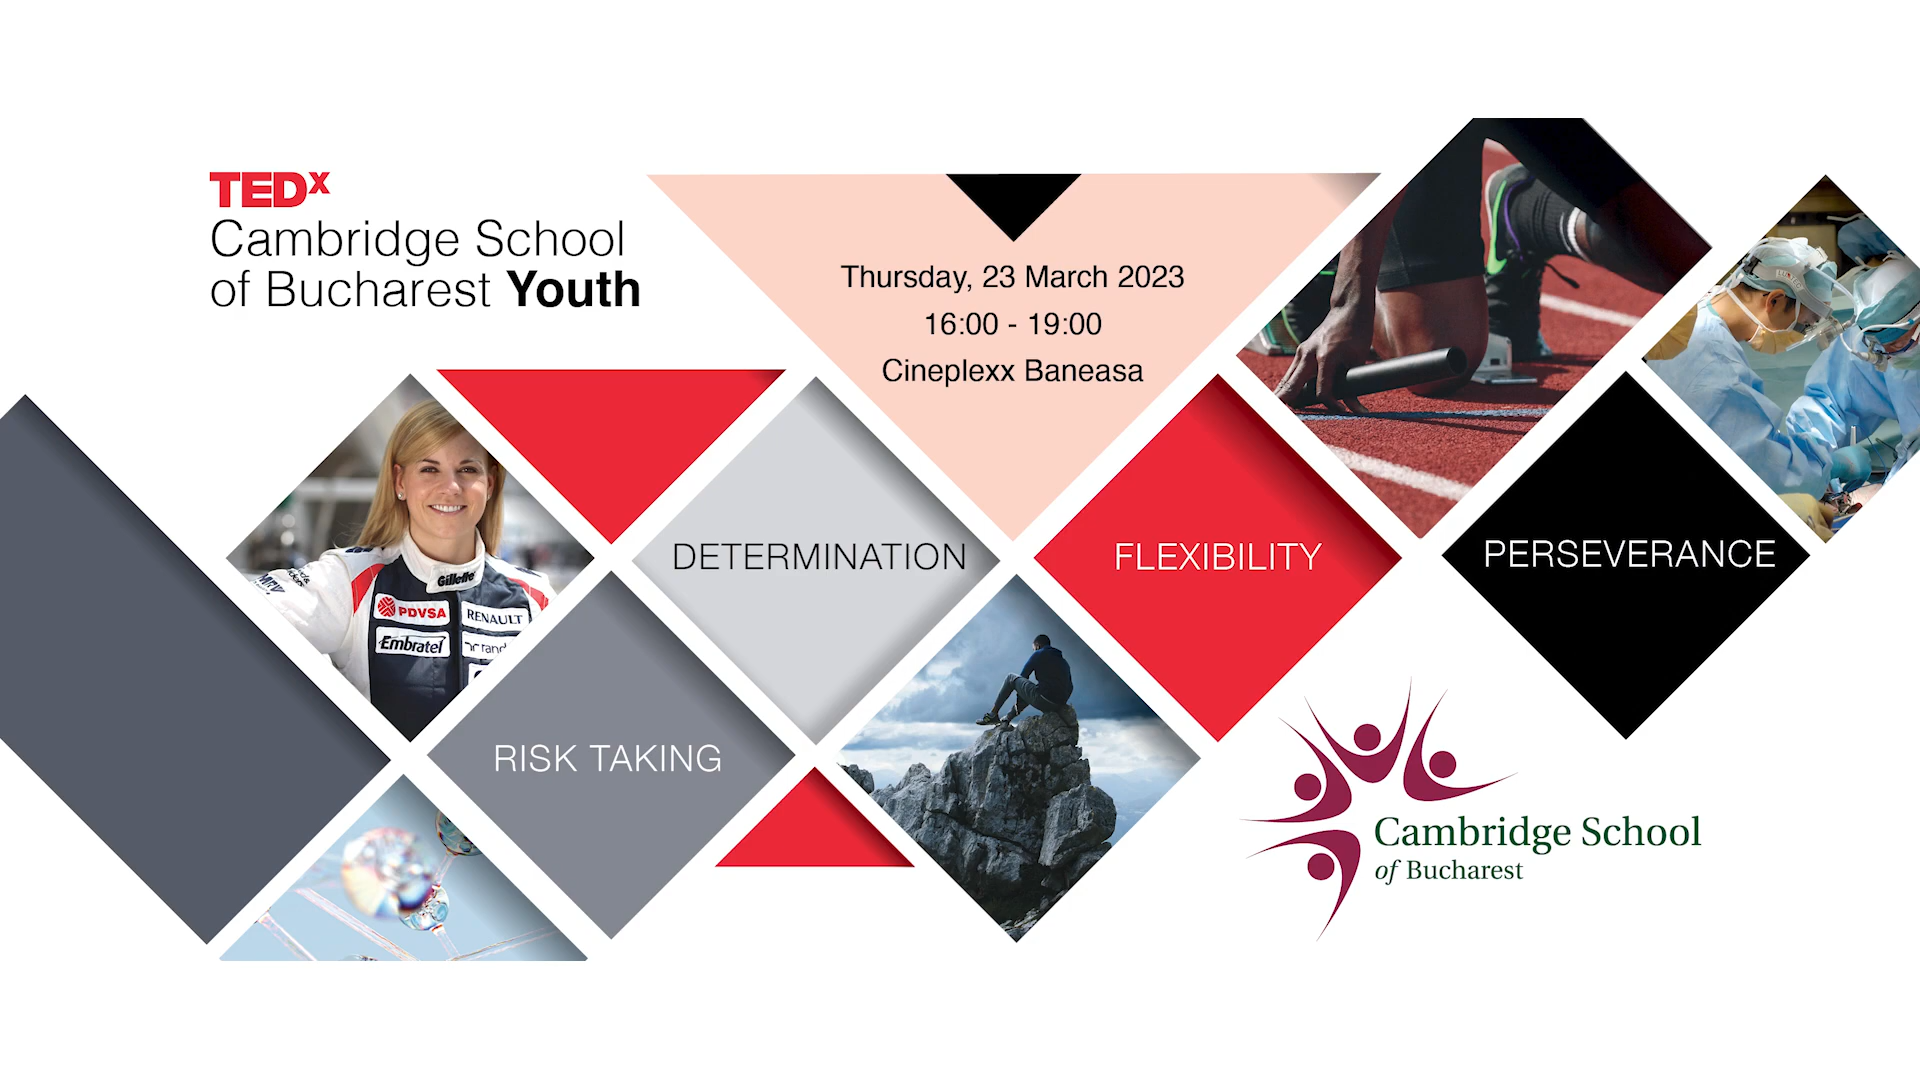 TEDx
Cambridge School
of Bucharest Youth
Thursday, 23 March 2023
16:00 - 19:00
Cineplexx Baneasa
DETERMINATION
FLEXIBILITY
PERSEVERANCE
Gillette
PDVSA
RENAULT
Embratel
RISK TAKING
Cambridge School
of Bucharest